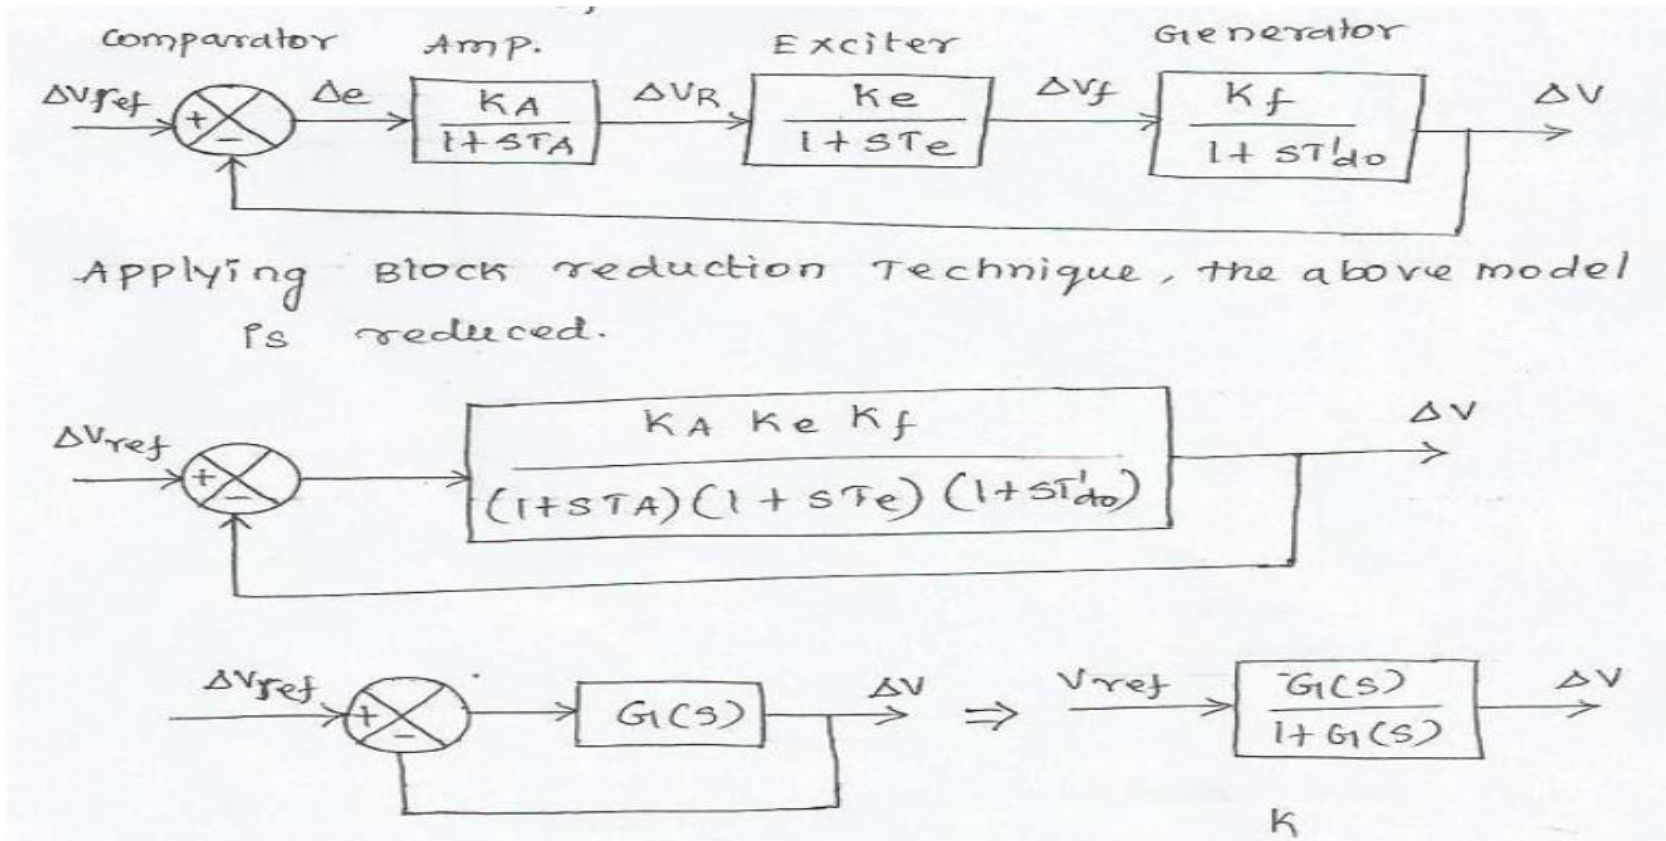 Comparator Amp. Exciter Generator
ΔVref + − Δe KA / 1+STA ΔVR Ke / 1+STe ΔVf Kf / 1+ ST'do ΔV
Applying Block reduction Technique, the above model
is reduced.
ΔVref + − KA Ke Kf / (1+STA)(1+STe)(1+ST'do) ΔV
ΔVref + − G(s) ΔV ⇒ Vref G(s) / 1+G(s) ΔV
K